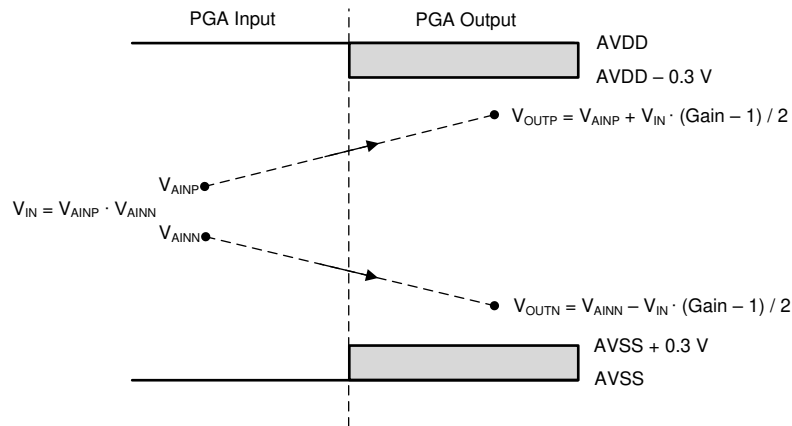 PGA Input
PGA Output
AVDD
AVDD – 0.3 V
V_OUTP = V_AINP + V_IN · (Gain – 1) / 2
V_AINP
V_IN = V_AINP · V_AINN
V_AINN
V_OUTN = V_AINN – V_IN · (Gain – 1) / 2
AVSS + 0.3 V
AVSS